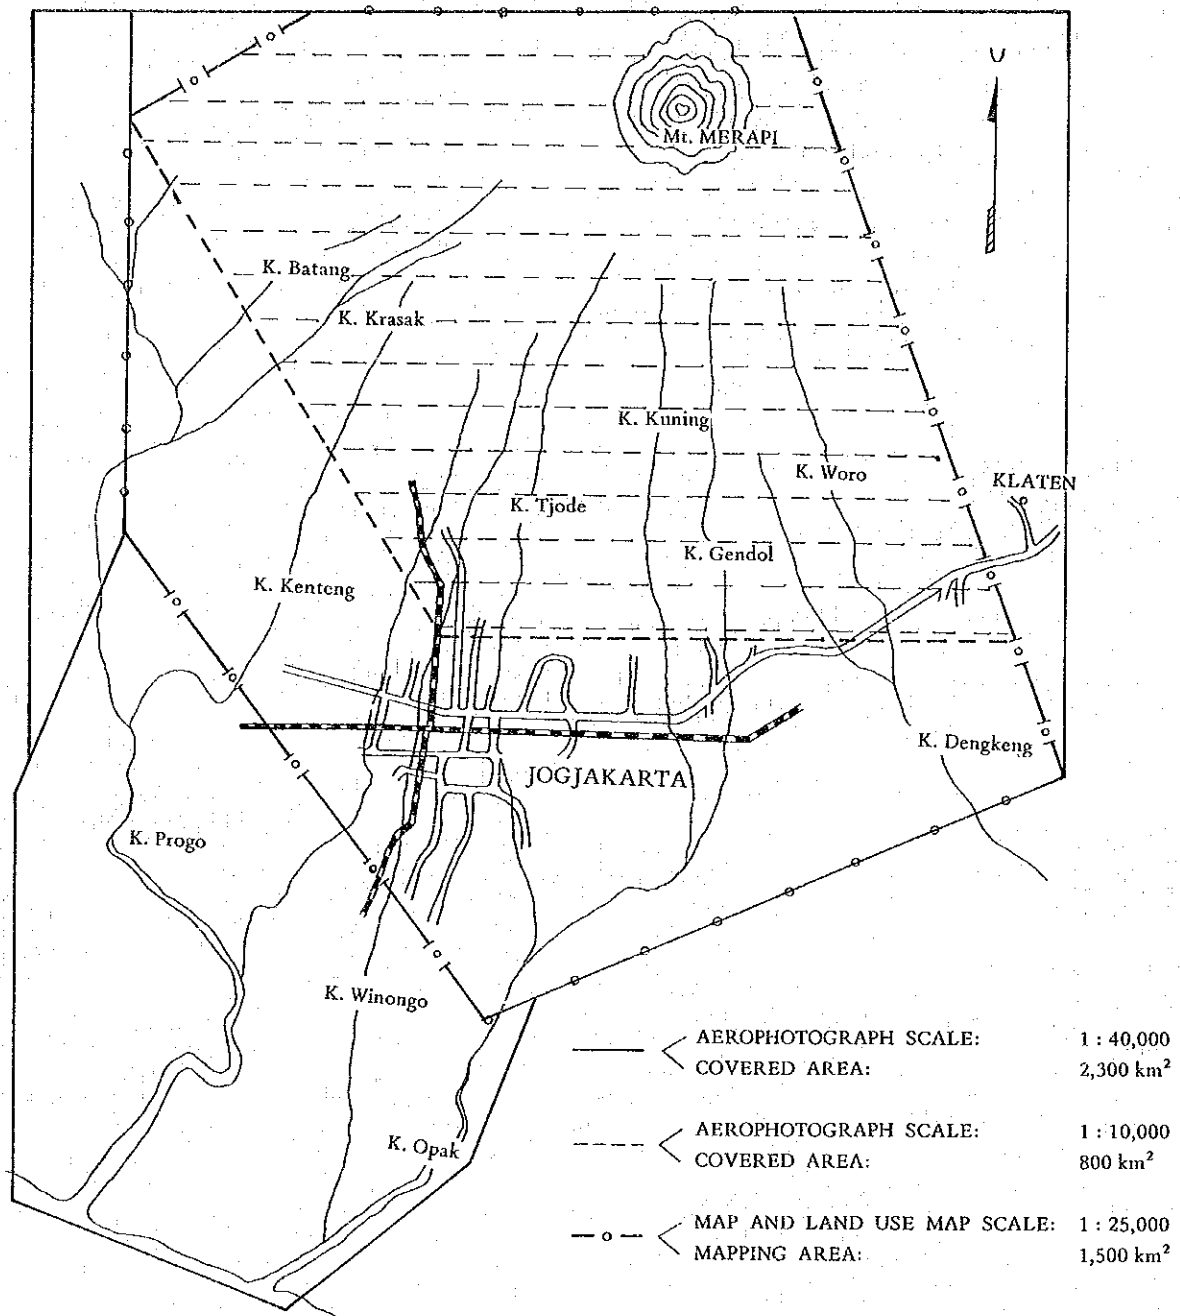 U
Mt. MERAPI
K. Batang
K. Krasak
K. Kuning
K. Woro
KLATEN
K. Tjode
K. Gendol
K. Kenteng
K. Dengkeng
JOGJAKARTA
K. Progo
K. Winongo
K. Opak
AEROPHOTOGRAPH SCALE: 1 : 40,000
COVERED AREA: 2,300 km²
AEROPHOTOGRAPH SCALE: 1 : 10,000
COVERED AREA: 800 km²
MAP AND LAND USE MAP SCALE: 1 : 25,000
MAPPING AREA: 1,500 km²